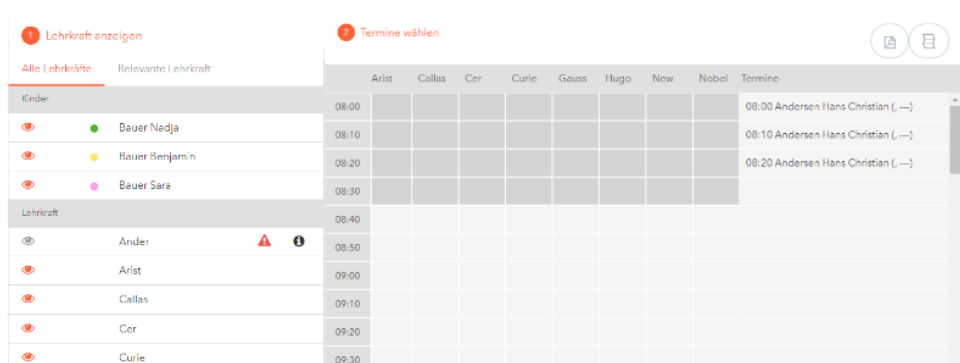 1 Lehrkraft anzeigen
Alle Lehrkräfte Relevante Lehrkraft
Kinder
Bauer Nadja
Bauer Benjamin
Bauer Sara
Lehrkraft
Ander
Arist
Callas
Cer
Curie
2 Termine wählen
Arist Callas Cer Curie Gauss Hugo New Nobel Termine
08:00 08:00 Andersen Hans Christian (, ---)
08:10 08:10 Andersen Hans Christian (, ---)
08:20 08:20 Andersen Hans Christian (, ---)
08:30
08:40
08:50
09:00
09:10
09:20
09:30